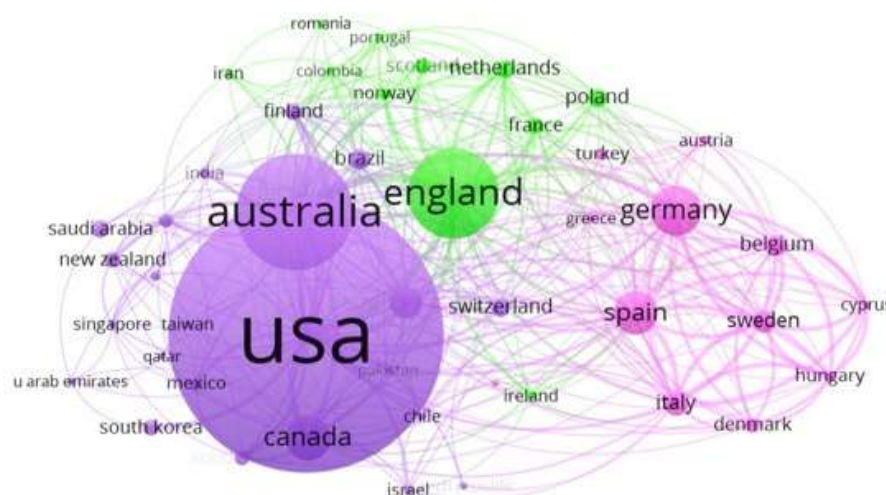 romania
portugal
colombia
scotland
netherlands
iran
norway
poland
finland
france
austria
turkey
brazil
india
england
australia
germany
greece
saudi arabia
belgium
new zealand
switzerland
spain
cyprus
sweden
singapore
taiwan
usa
qatar
pakistan
hungary
u arab emirates
mexico
ireland
italy
chile
denmark
south korea
canada
israel